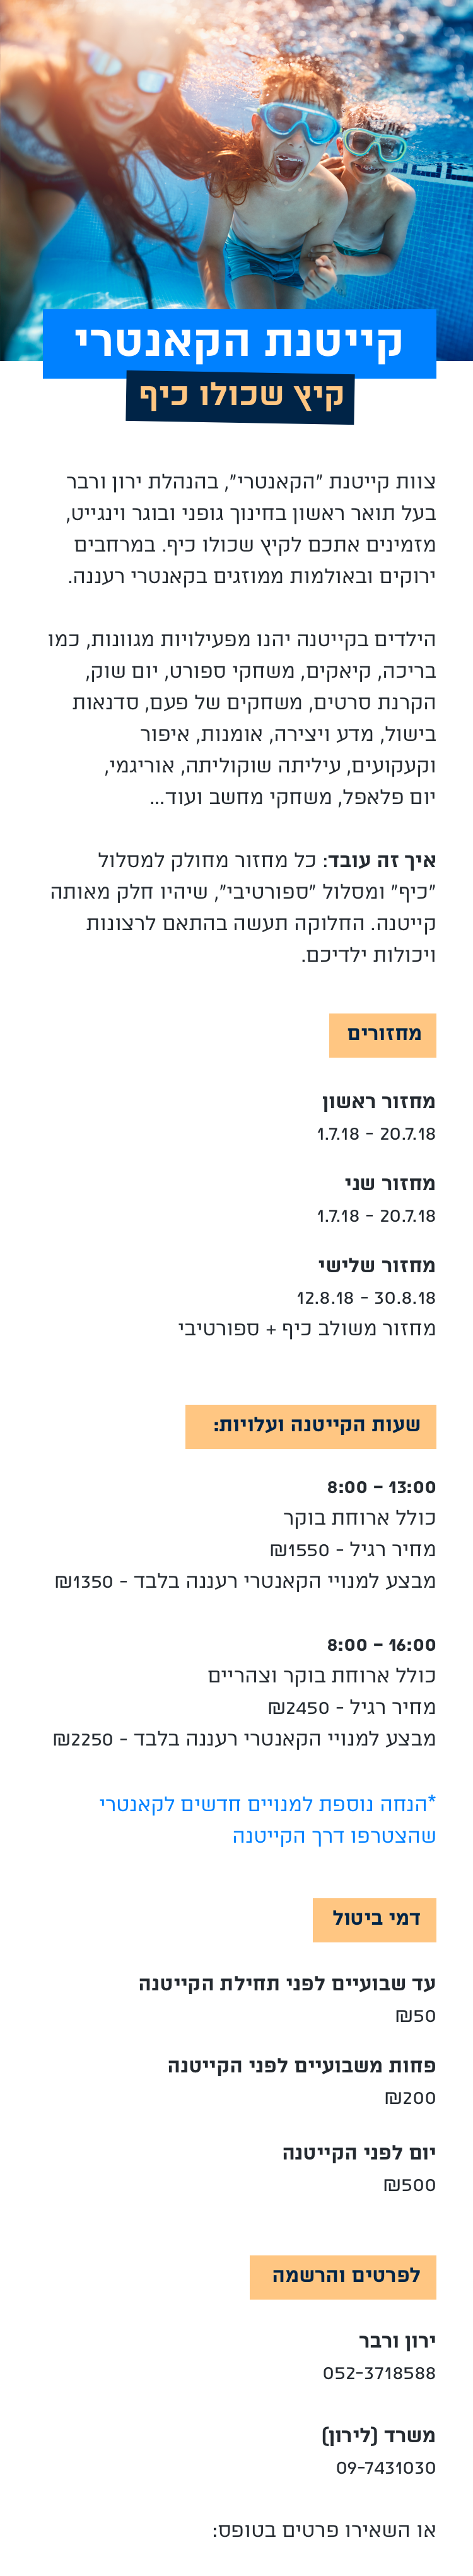 קייטנת הקאנטרי
קיץ שכולו כיף
צוות קייטנת "הקאנטרי", בהנהלת ירון ורבר
בעל תואר ראשון בחינוך גופני ובוגר וינגייט,
מזמינים אתכם לקיץ שכולו כיף. במרחבים
ירוקים ובאולמות ממוזגים בקאנטרי רעננה.
הילדים בקייטנה יהנו מפעילויות מגוונות, כמו
בריכה, קיאקים, משחקי ספורט, יום שוק,
הקרנת סרטים, משחקים של פעם, סדנאות
בישול, מדע ויצירה, אומנות, איפור
וקעקועים, עיליתה שוקוליתה, אוריגמי,
יום פלאפל, משחקי מחשב ועוד...
איך זה עובד: כל מחזור מחולק למסלול
"כיף" ומסלול "ספורטיבי", שיהיו חלק מאותה
קייטנה. החלוקה תעשה בהתאם לרצונות
ויכולות ילדיכם.
מחזורים
מחזור ראשון
1.7.18 - 20.7.18
מחזור שני
1.7.18 - 20.7.18
מחזור שלישי
12.8.18 - 30.8.18
מחזור משולב כיף + ספורטיבי
שעות הקייטנה ועלויות:
8:00 – 13:00
כולל ארוחת בוקר
מחיר רגיל - 1550₪
מבצע למנויי הקאנטרי רעננה בלבד - 1350₪
8:00 – 16:00
כולל ארוחת בוקר וצהריים
מחיר רגיל - 2450₪
מבצע למנויי הקאנטרי רעננה בלבד - 2250₪
*הנחה נוספת למנויים חדשים לקאנטרי
שהצטרפו דרך הקייטנה
דמי ביטול
עד שבועיים לפני תחילת הקייטנה
50₪
פחות משבועיים לפני הקייטנה
200₪
יום לפני הקייטנה
500₪
לפרטים והרשמה
ירון ורבר
052-3718588
משרד (לירון)
09-7431030
או השאירו פרטים בטופס: